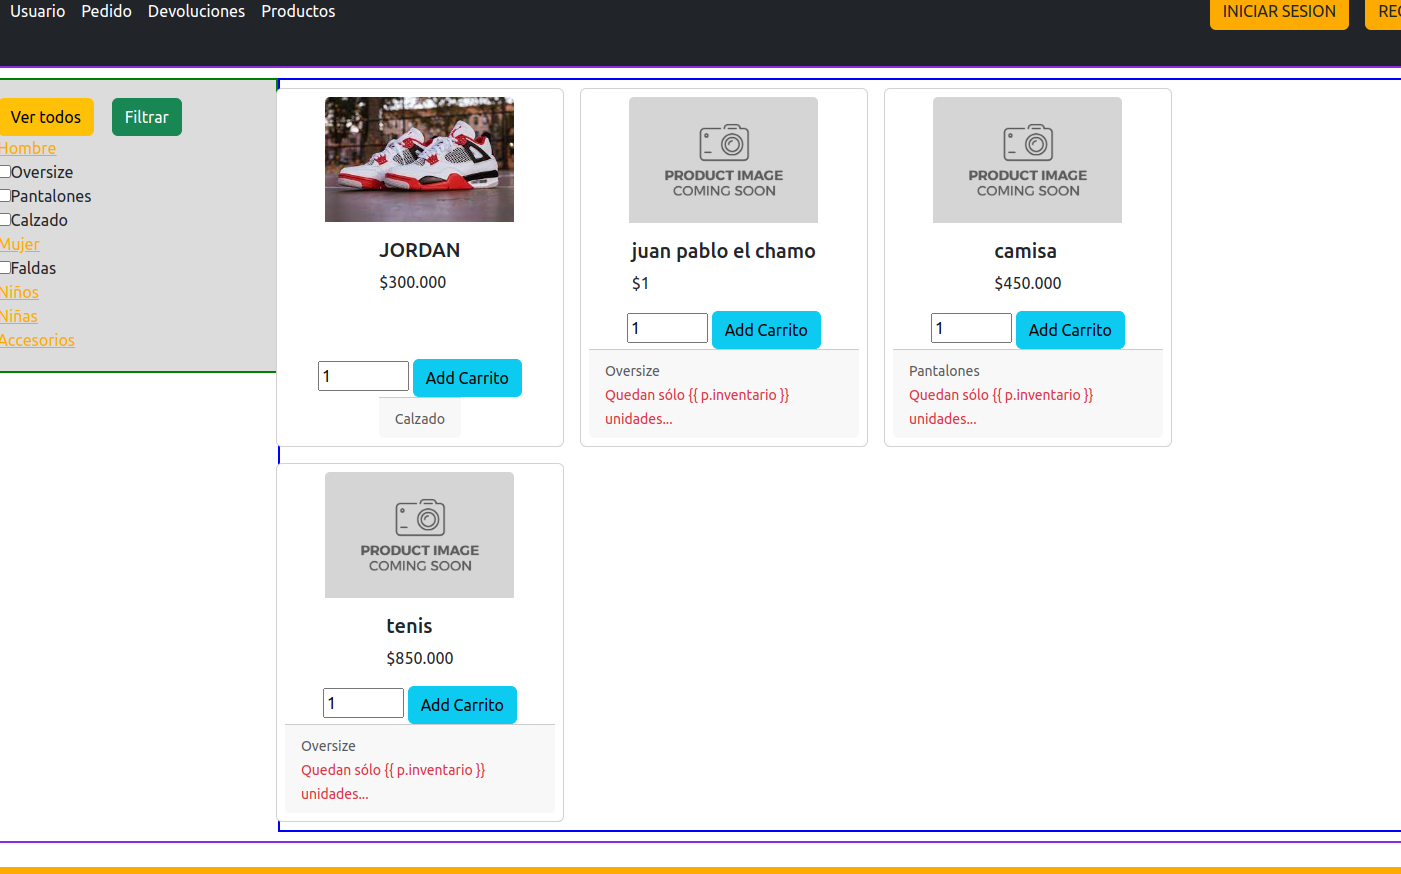 Usuario Pedido Devoluciones Productos INICIAR SESION
Ver todos Filtrar
Hombre
Oversize
Pantalones
Calzado
Mujer
Faldas
Niños
Niñas
Accesorios
JORDAN
$300.000
1 Add Carrito
Calzado
PRODUCT IMAGE
COMING SOON
juan pablo el chamo
$1
1 Add Carrito
Oversize
Quedan sólo {{ p.inventario }}
unidades...
PRODUCT IMAGE
COMING SOON
camisa
$450.000
1 Add Carrito
Pantalones
Quedan sólo {{ p.inventario }}
unidades...
PRODUCT IMAGE
COMING SOON
tenis
$850.000
1 Add Carrito
Oversize
Quedan sólo {{ p.inventario }}
unidades...